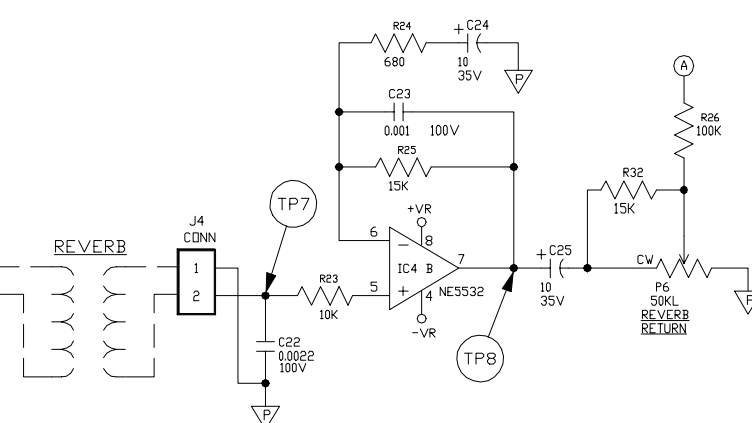 R24
680
+ C24
10
35V
P
C23
0.001 100V
R25
15K
A
R26
100K
R32
15K
TP7
J4
CONN
REVERB
1
2
+VR
6
−
8
IC4 B
7
R23
10K
5
+
4
NE5532
−VR
+ C25
10
35V
CW
P6
50KL
REVERB
RETURN
P
C22
0.0022
100V
TP8
P